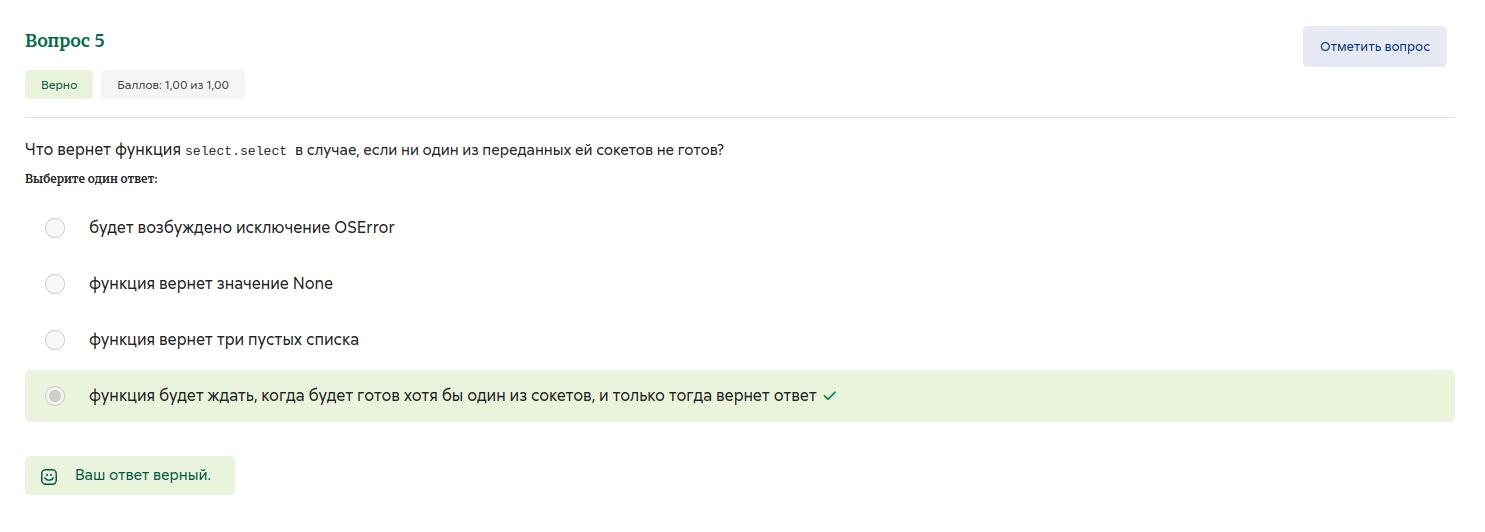 Вопрос 5
Отметить вопрос
Верно
Баллов: 1,00 из 1,00
Что вернет функция select.select в случае, если ни один из переданных ей сокетов не готов?
Выберите один ответ:
будет возбуждено исключение OSError
функция вернет значение None
функция вернет три пустых списка
функция будет ждать, когда будет готов хотя бы один из сокетов, и только тогда вернет ответ
Ваш ответ верный.